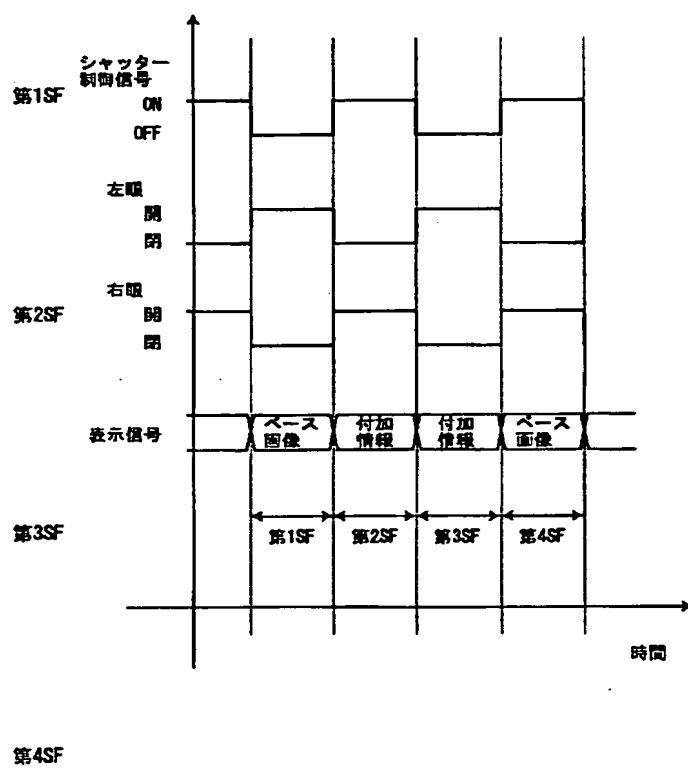 シャッター
制御信号
第1SF
ON
OFF
左眼
開
閉
右眼
第2SF
開
閉
表示信号
ベース
画像
付加
情報
付加
情報
ベース
画像
第3SF
第1SF
第2SF
第3SF
第4SF
時間
第4SF